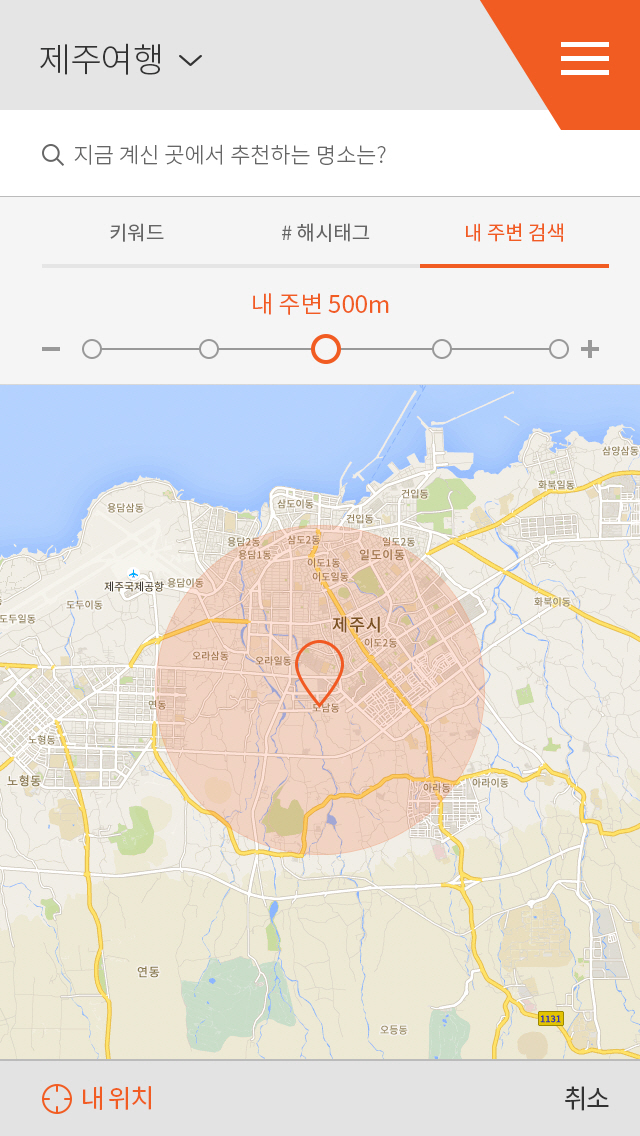 제주여행
지금 계신 곳에서 추천하는 명소는?
키워드
# 해시태그
내 주변 검색
내 주변 500m
삼양삼동
화북일동
건입동
삼도이동
용담삼동
건입동
용담2동
삼도2동
일도2동
용담1동
일도이동
이도1동
이도일동
제주국제공항
용담이동
도두이동
화북이동
도두일동
제주시
이도2동
오라삼동
오라일동
연동
도남동
노형동
노형동
아라동
아라이동
연동
1131
오등동
내 위치
취소